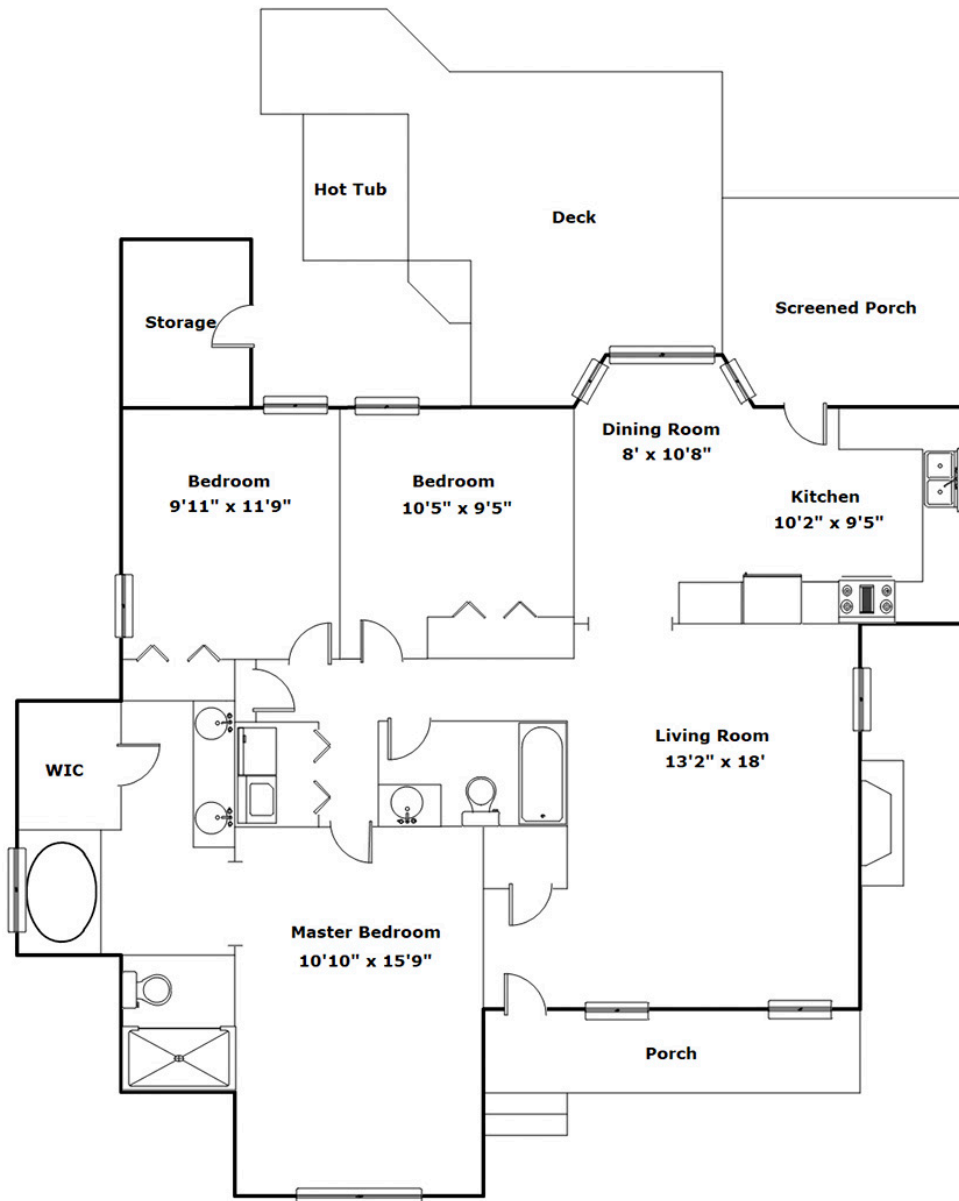 Hot Tub
Deck
Storage
Screened Porch
Dining Room
8' x 10'8"
Bedroom
9'11" x 11'9"
Bedroom
10'5" x 9'5"
Kitchen
10'2" x 9'5"
Living Room
13'2" x 18'
WIC
Master Bedroom
10'10" x 15'9"
Porch